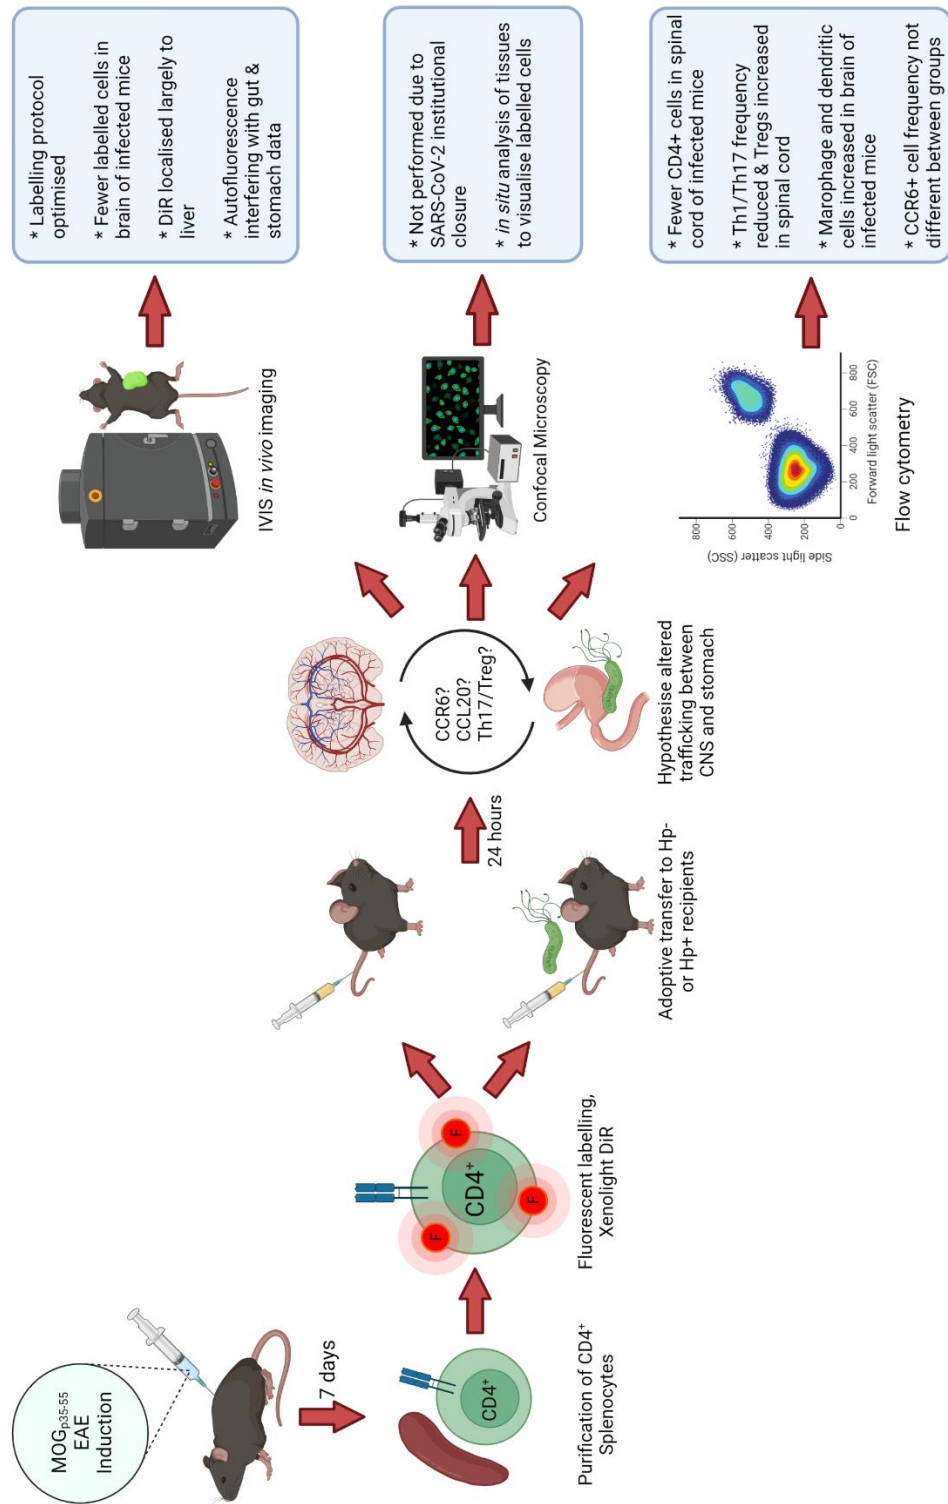 MOGp35-55
EAE
Induction
7 days
CD4+
Purification of CD4+
Splenocytes
F
F
F
CD4+
Fluorescent labelling,
Xenolight DiR
Adoptive transfer to Hp-
or Hp+ recipients
24 hours
CCR6?
CCL20?
Th17/Treg?
Hypothesise altered
trafficking between
CNS and stomach
IVIS in vivo imaging
Confocal Microscopy
Side light scatter (SSC)
800
600
400
200
0
200
400
600
800
Forward light scatter (FSC)
Flow cytometry
* Labelling protocol
optimised
* Fewer labelled cells in
brain of infected mice
* DiR localised largely to
liver
* Autofluorescence
interfering with gut &
stomach data
* Not performed due to
SARS-CoV-2 institutional
closure
* in situ analysis of tissues
to visualise labelled cells
* Fewer CD4+ cells in spinal
cord of infected mice
* Th1/Th17 frequency
reduced & Tregs increased
in spinal cord
* Marophage and dendritic
cells increased in brain of
infected mice
* CCR6+ cell frequency not
different between groups